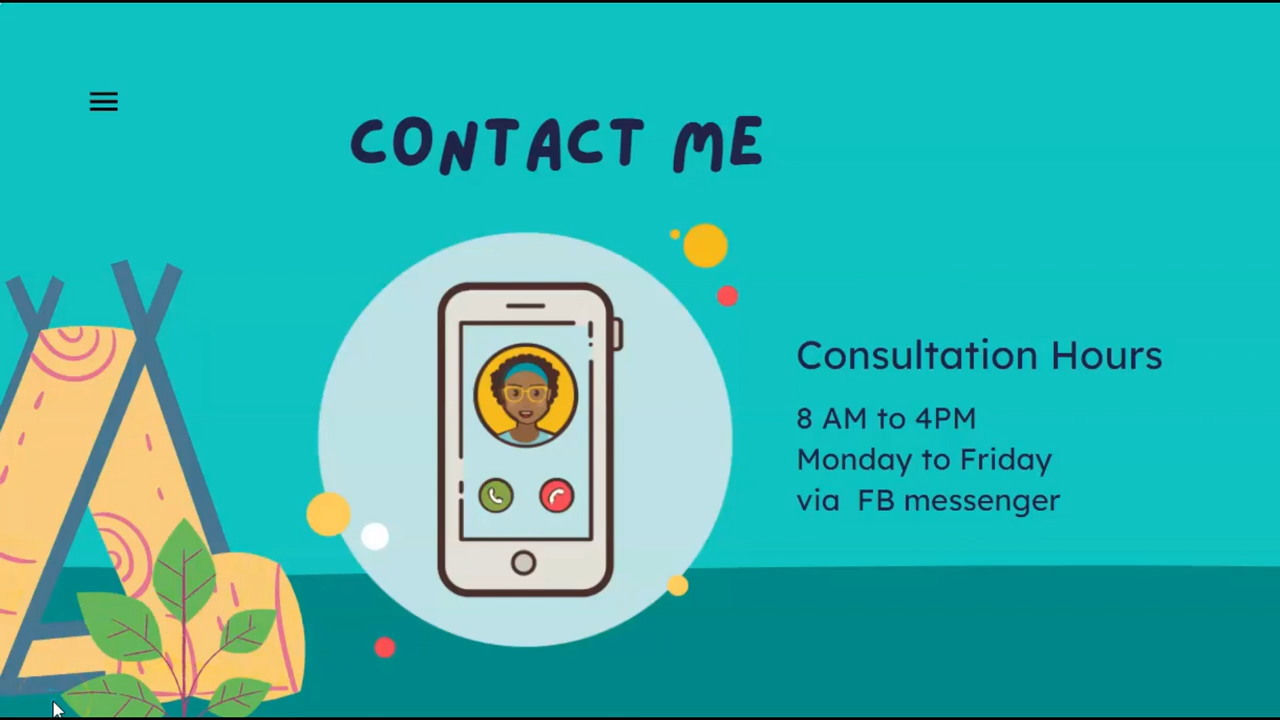 CONTACT ME
Consultation Hours
8 AM to 4PM
Monday to Friday
via FB messenger